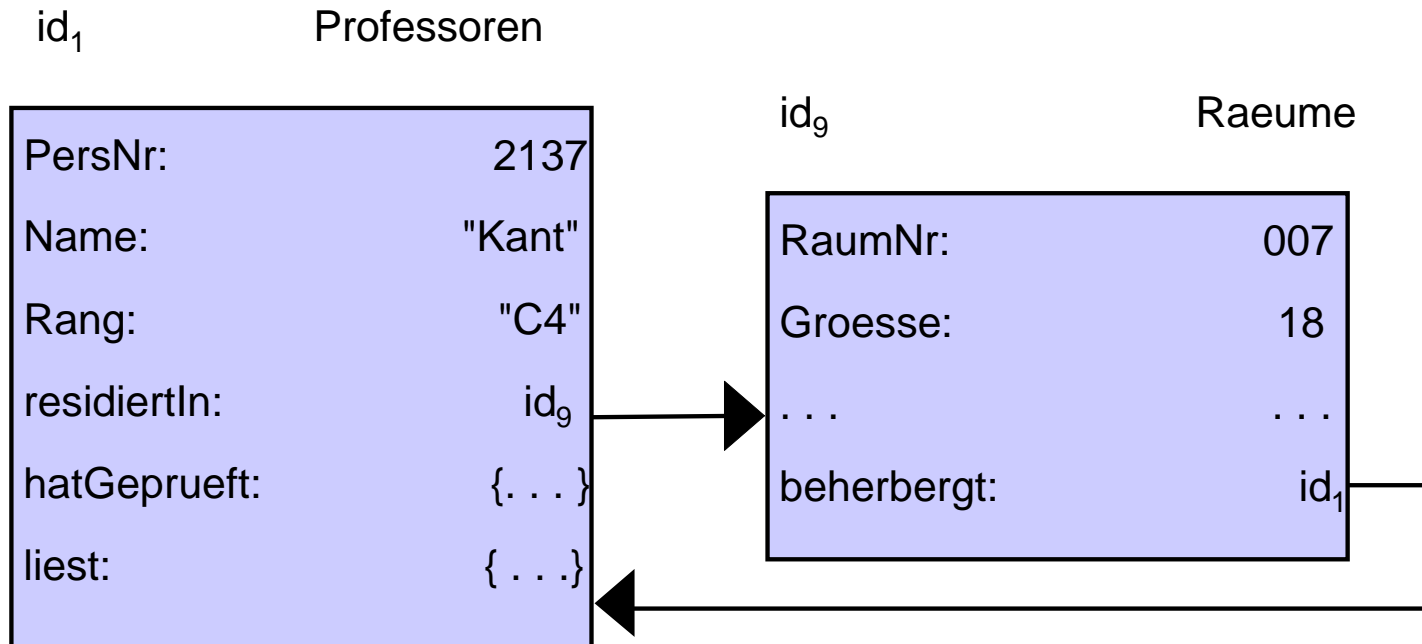 id₁ Professoren
PersNr: 2137
Name: "Kant"
Rang: "C4"
residiertIn: id₉
hatGeprueft: {. . . }
liest: { . . .}
id₉ Raeume
RaumNr: 007
Groesse: 18
. . . . . .
beherbergt: id₁